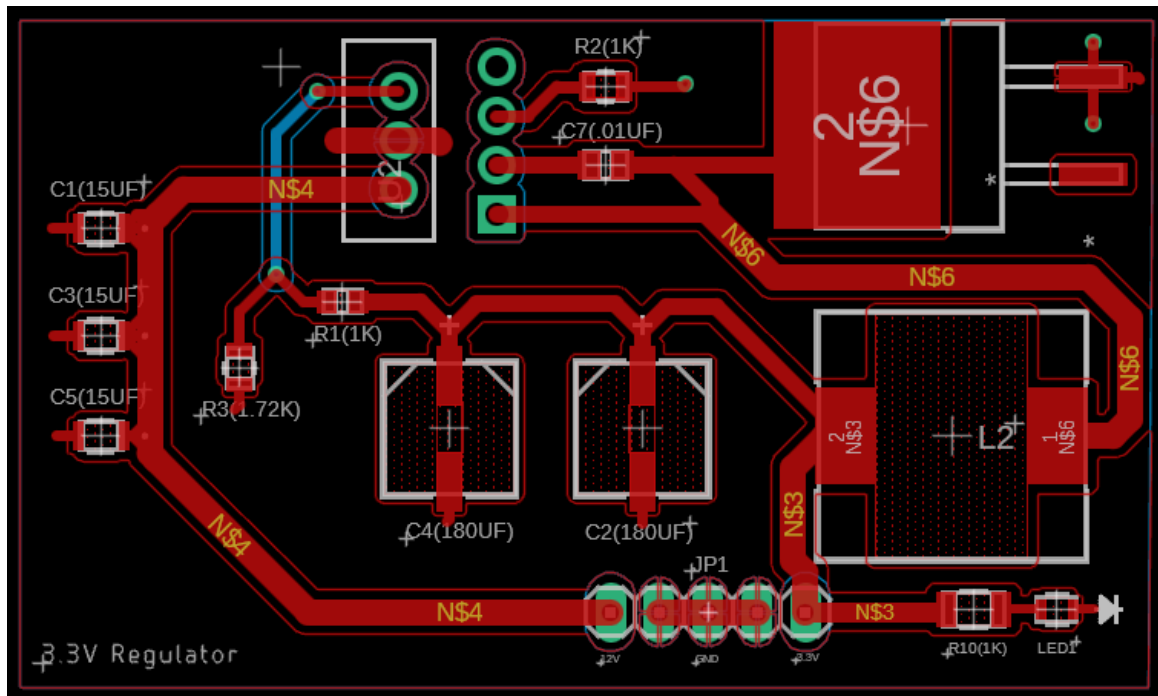 R2(1K)
C7(.01UF)
2
N$6
*
*
C1(15UF)
N$4
2
N$6
N$6
N$6
C3(15UF)
R1(1K)
C5(15UF)
R3(1.72K)
2
N$3
L2
1
N$6
N$4
C4(180UF)
C2(180UF)
N$3
JP1
N$4
N$3
12V
GND
3.3V
R10(1K)
LED1
3.3V Regulator